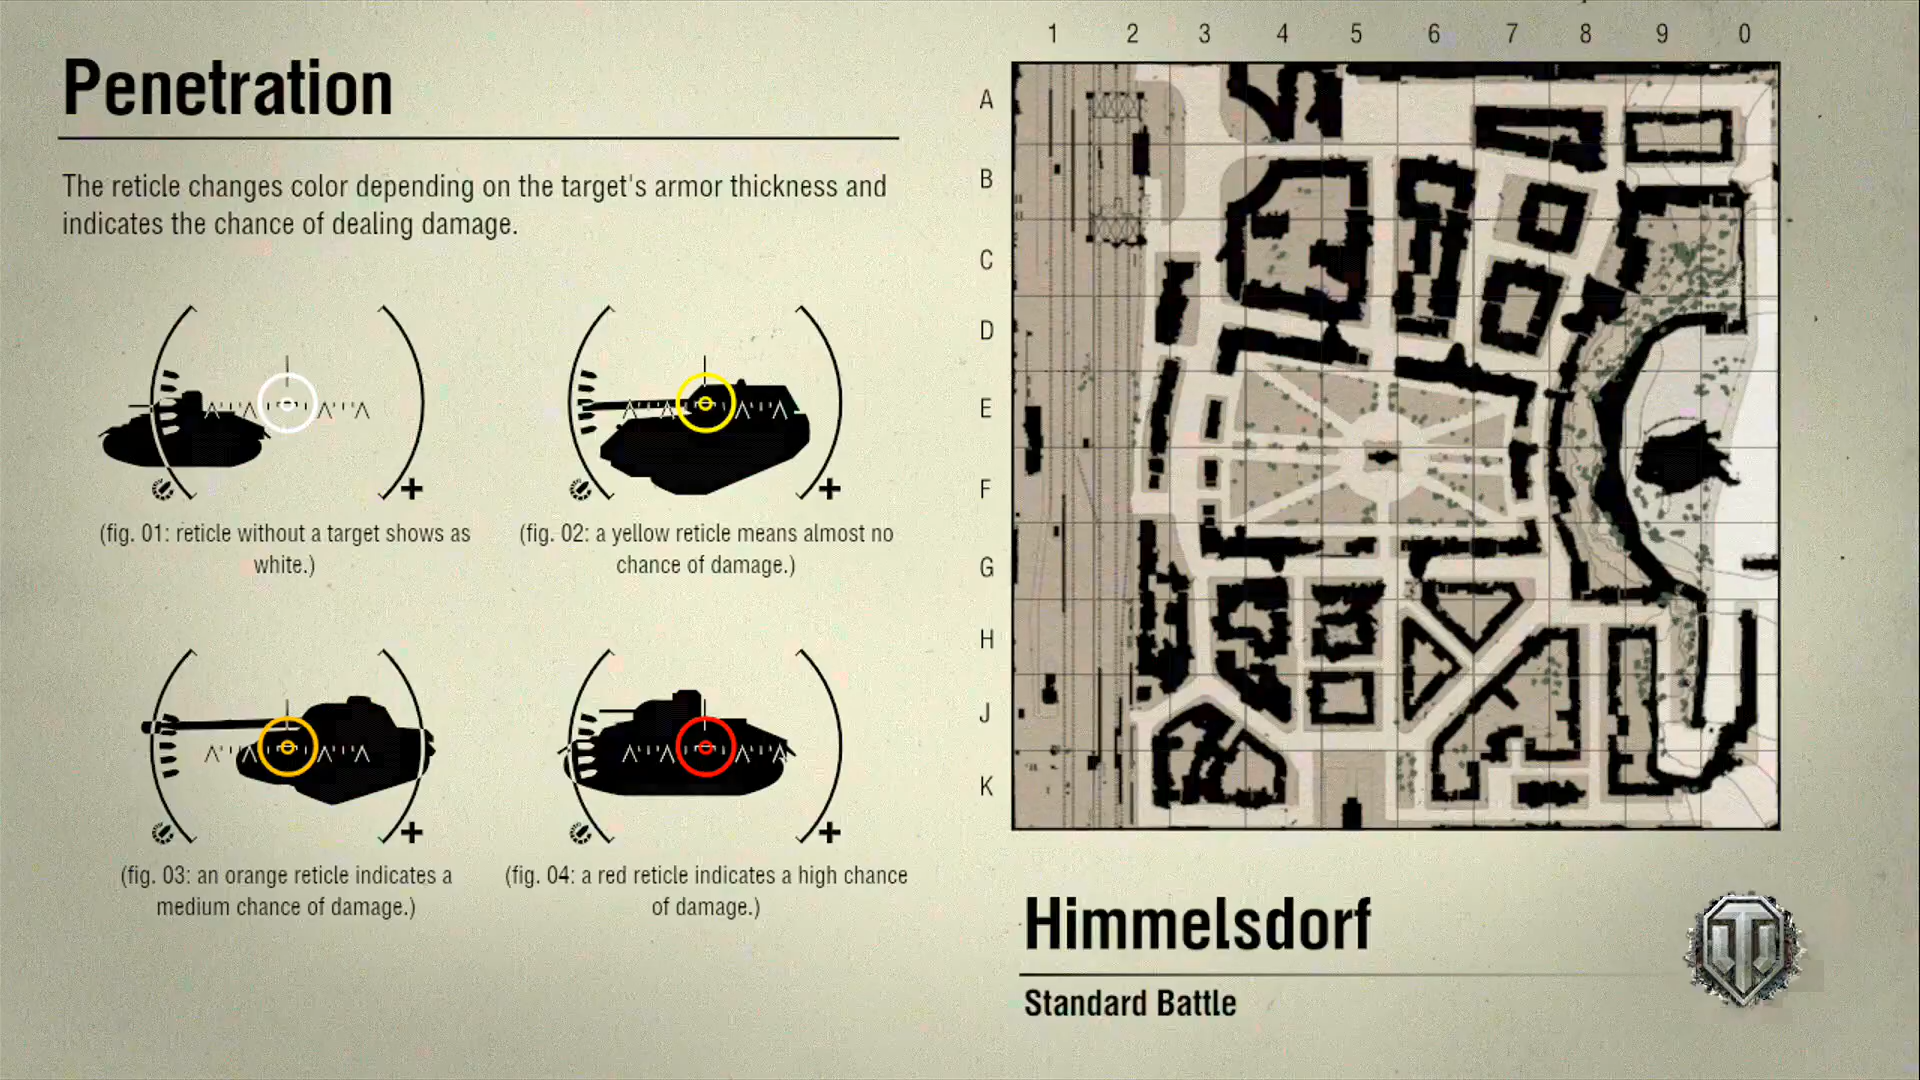 Penetration
The reticle changes color depending on the target's armor thickness and
indicates the chance of dealing damage.
(fig. 01: reticle without a target shows as
white.)
(fig. 02: a yellow reticle means almost no
chance of damage.)
(fig. 03: an orange reticle indicates a
medium chance of damage.)
(fig. 04: a red reticle indicates a high chance
of damage.)
1 2 3 4 5 6 7 8 9 0
A
B
C
D
E
F
G
H
J
K
Himmelsdorf
Standard Battle